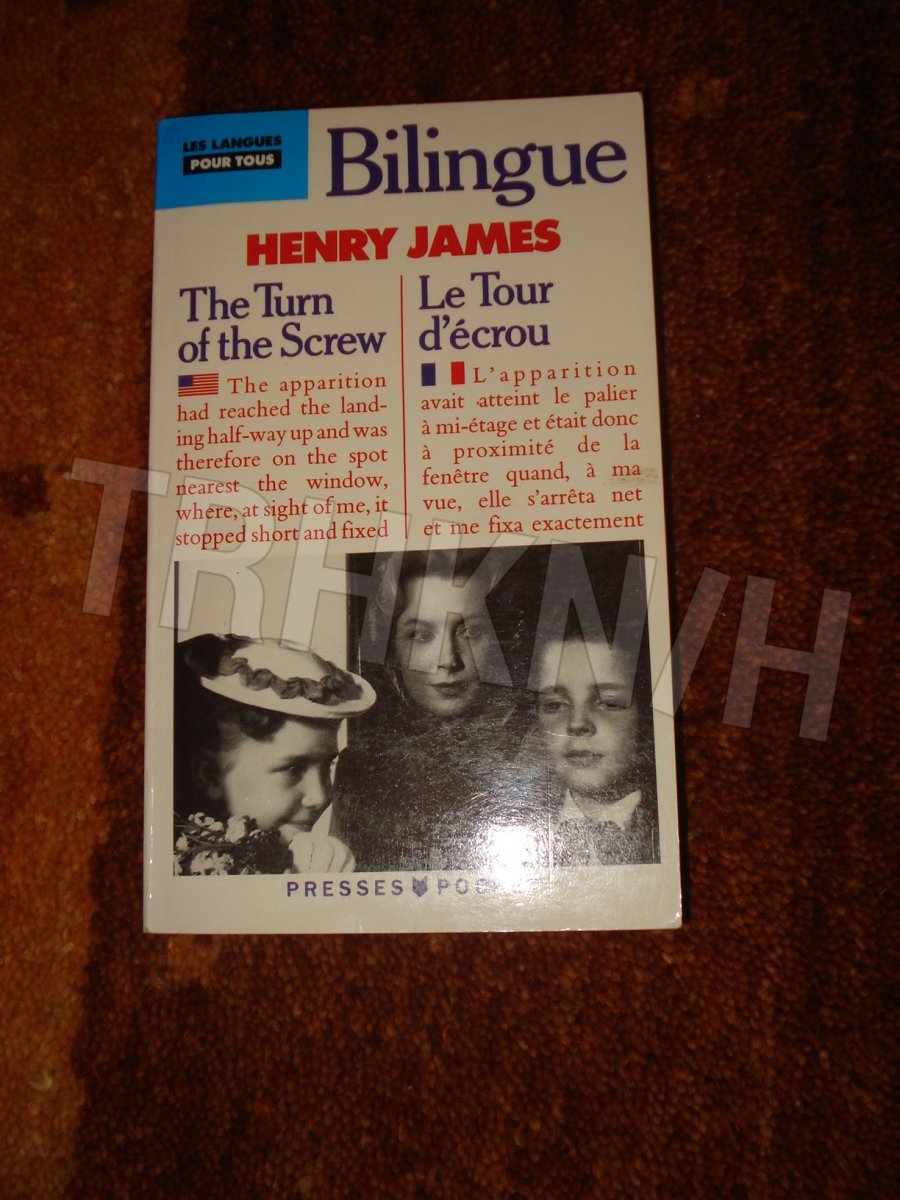 LES LANGUES
POUR TOUS
Bilingue
HENRY JAMES
The Turn
of the Screw
The apparition
had reached the land-
ing half-way up and was
therefore on the spot
nearest the window,
where, at sight of me, it
stopped short and fixed
Le Tour
d'écrou
L'apparition
avait atteint le palier
à mi-étage et était donc
à proximité de la
fenêtre quand, à ma
vue, elle s'arrêta net
et me fixa exactement
PRESSES
TRHKN/H